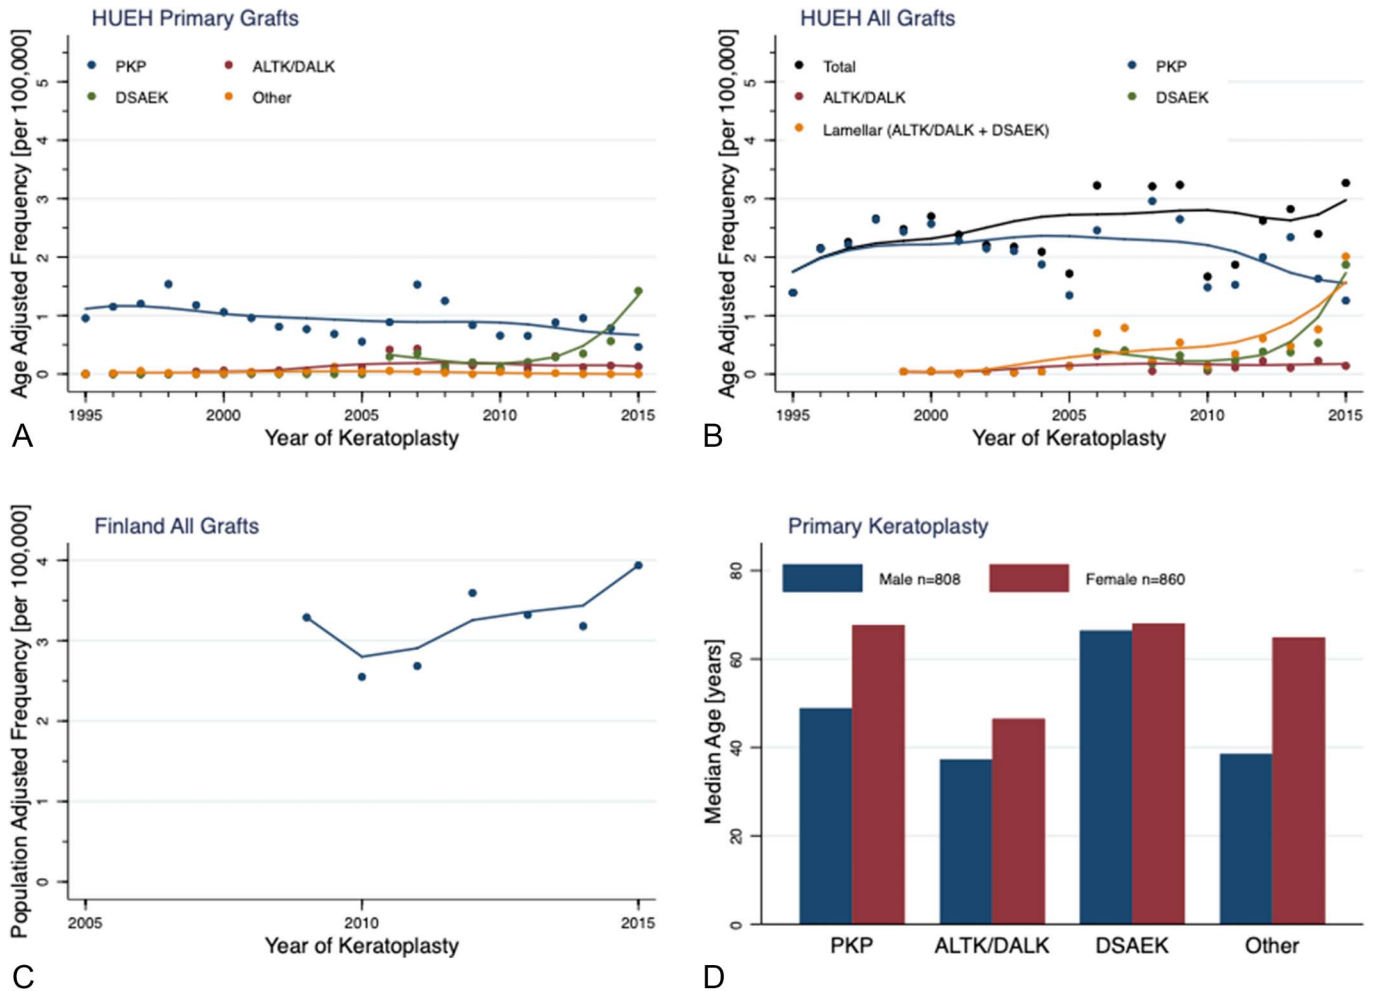 HUEH Primary Grafts
PKP
ALTK/DALK
DSAEK
Other
Age Adjusted Frequency [per 100,000]
5
4
3
2
1
0
1995
2000
2005
2010
2015
Year of Keratoplasty
A
HUEH All Grafts
Total
PKP
ALTK/DALK
DSAEK
Lamellar (ALTK/DALK + DSAEK)
Age Adjusted Frequency [per 100,000]
5
4
3
2
1
0
1995
2000
2005
2010
2015
Year of Keratoplasty
B
Finland All Grafts
Population Adjusted Frequency [per 100,000]
4
3
2
1
0
2005
2010
2015
Year of Keratoplasty
C
Primary Keratoplasty
Male n=808
Female n=860
Median Age [years]
80
60
40
20
0
PKP
ALTK/DALK
DSAEK
Other
D